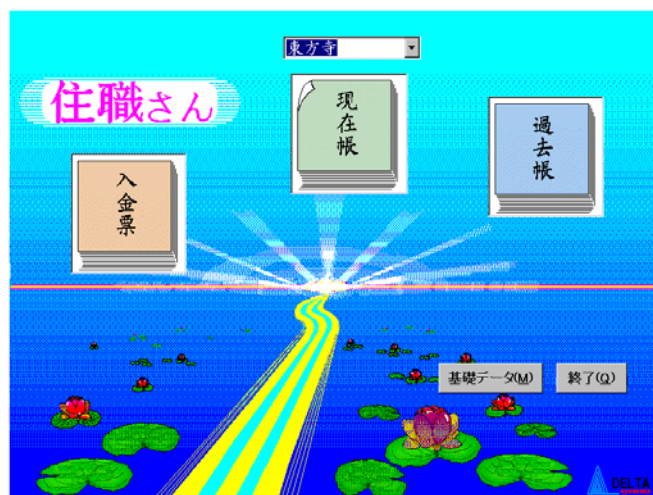 東方寺
住職さん
現在帳
過去帳
入金票
基礎データ(M)
終了(Q)
DELTA